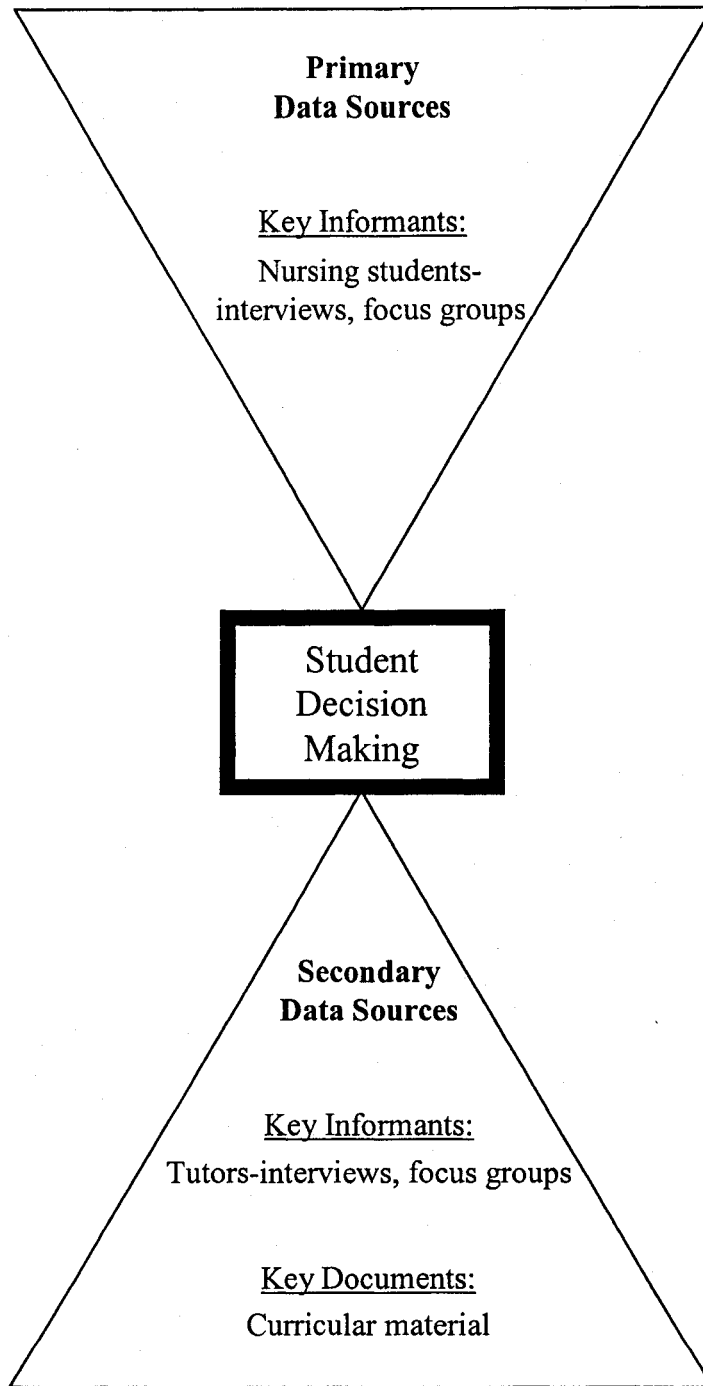 Primary
Data Sources
Key Informants:
Nursing students-
interviews, focus groups
Student
Decision
Making
Secondary
Data Sources
Key Informants:
Tutors-interviews, focus groups
Key Documents:
Curricular material